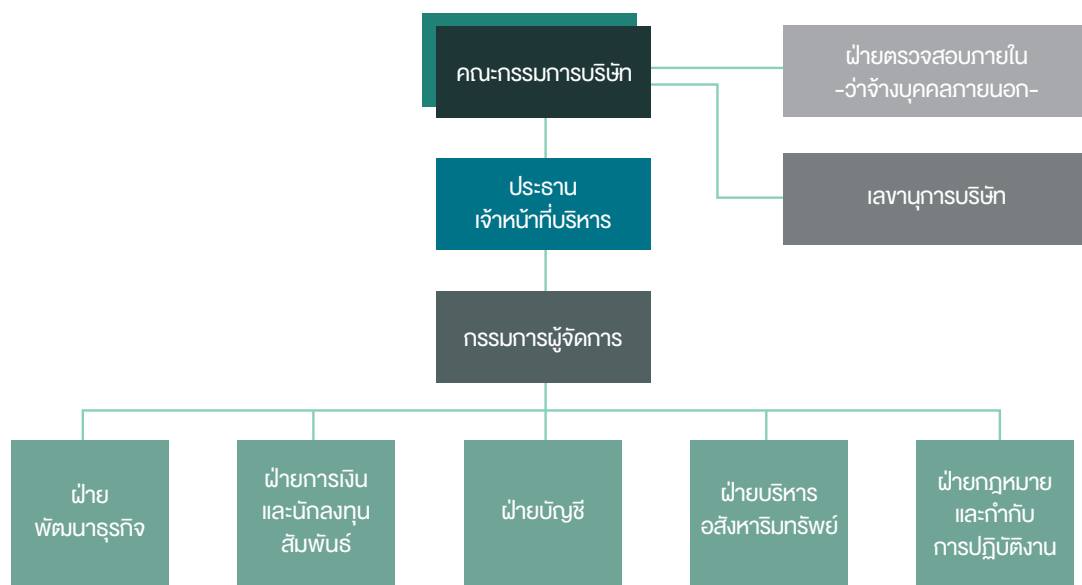 คณะกรรมการบริษัท
ฝ่ายตรวจสอบภายใน
-ว่าจ้างบุคคลภายนอก-
เลขานุการบริษัท
ประธาน
เจ้าหน้าที่บริหาร
กรรมการผู้จัดการ
ฝ่าย
พัฒนาธุรกิจ
ฝ่ายการเงิน
และนักลงทุน
สัมพันธ์
ฝ่ายบัญชี
ฝ่ายบริหาร
อสังหาริมทรัพย์
ฝ่ายกฎหมาย
และกำกับ
การปฏิบัติงาน